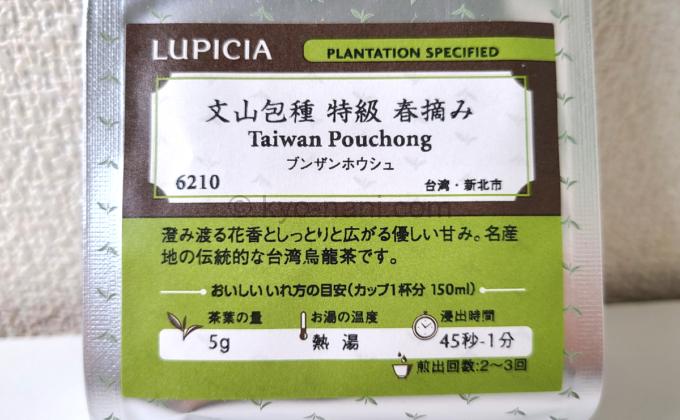 LUPICIA
PLANTATION SPECIFIED
文山包種 特級 春摘み
Taiwan Pouchong
ブンザンホウシュ
6210
台湾・新北市
© kyo-nani.com
澄み渡る花香としっとりと広がる優しい甘み。名産
地の伝統的な台湾烏龍茶です。
おいしいいれ方の目安(カップ1杯分 150ml)
茶葉の量
お湯の温度
浸出時間
5g
熱湯
45秒-1分
煎出回数:2〜3回